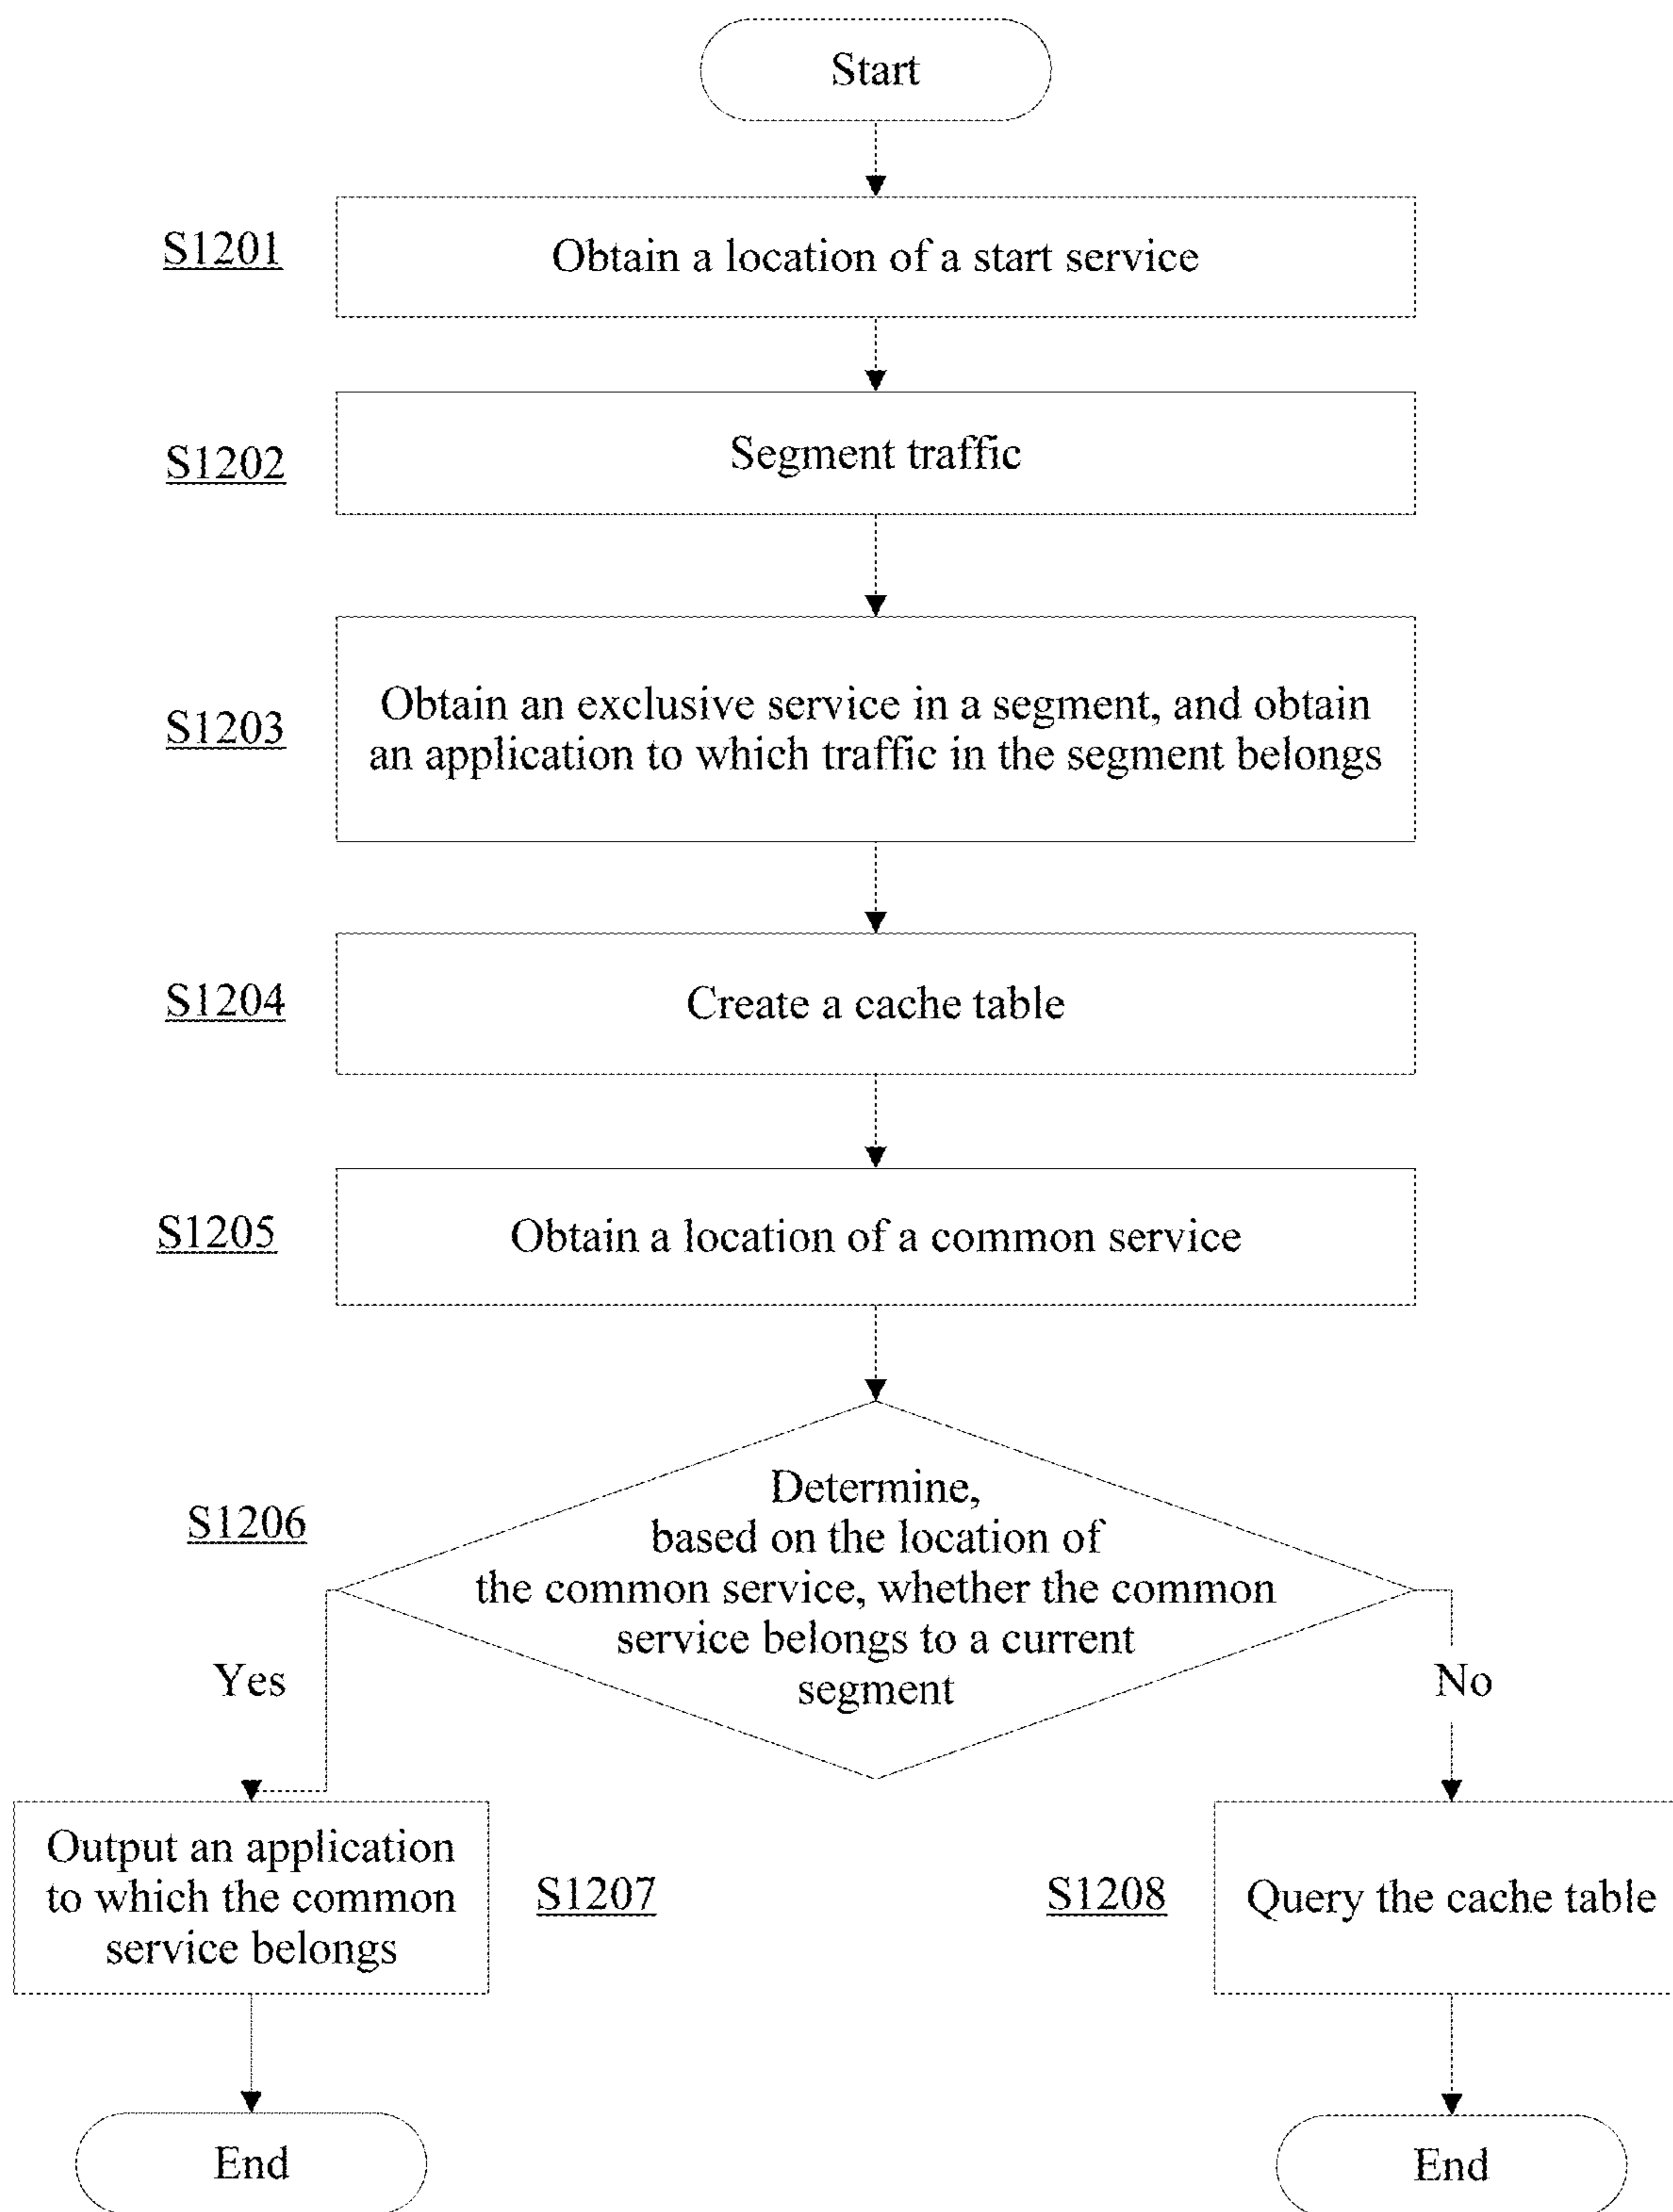 Start
S1201
Obtain a location of a start service
S1202
Segment traffic
S1203
Obtain an exclusive service in a segment, and obtain
an application to which traffic in the segment belongs
S1204
Create a cache table
S1205
Obtain a location of a common service
S1206
Determine,
based on the location of
the common service, whether the common
service belongs to a current
segment
Yes
No
Output an application
to which the common
service belongs
S1207
S1208
Query the cache table
End
End